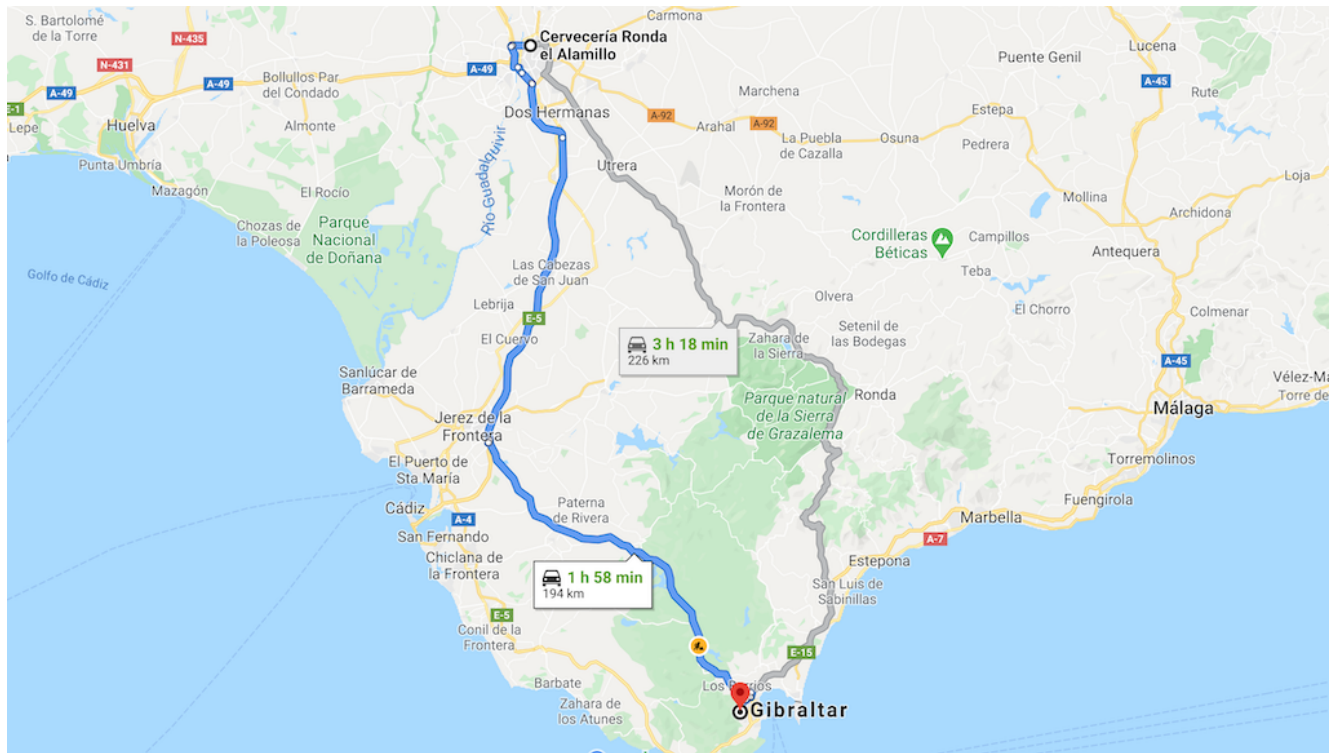 S. Bartolomé
de la Torre
N-435
Carmona
Cervecería Ronda
el Alamillo
Lucena
Puente Genil
N-431
A-49
Bollullos Par
del Condado
A-49
A-45
A-49
Marchena
Rute
E-1
Lepe
Huelva
Almonte
Dos Hermanas
A-92
Arahal
A-92
Estepa
La Puebla
de Cazalla
Osuna
Pedrera
Punta Umbría
Utrera
Loja
Mazagón
El Rocío
Río Guadalquivir
Morón de
la Frontera
Mollina
Archidona
Chozas de
la Poleosa
Parque
Nacional
de Doñana
Cordilleras
Béticas
Campillos
Antequera
Golfo de Cádiz
Las Cabezas
de San Juan
Teba
Lebrija
Olvera
El Chorro
Colmenar
E-5
El Cuervo
3 h 18 min
226 km
Zahara de
la Sierra
Setenil de
las Bodegas
A-45
Sanlúcar de
Barrameda
Vélez-Ma
Torre de
Parque natural
de la Sierra
de Grazalema
Ronda
Málaga
Jerez de la
Frontera
El Puerto de
Sta María
Torremolinos
Cádiz
Paterna
de Rivera
Fuengirola
A-4
Marbella
San Fernando
A-7
Chiclana de
la Frontera
Estepona
1 h 58 min
194 km
San Luis de
Sabinillas
E-5
Conil de la
Frontera
E-15
Barbate
Zahara de
los Atunes
Gibraltar